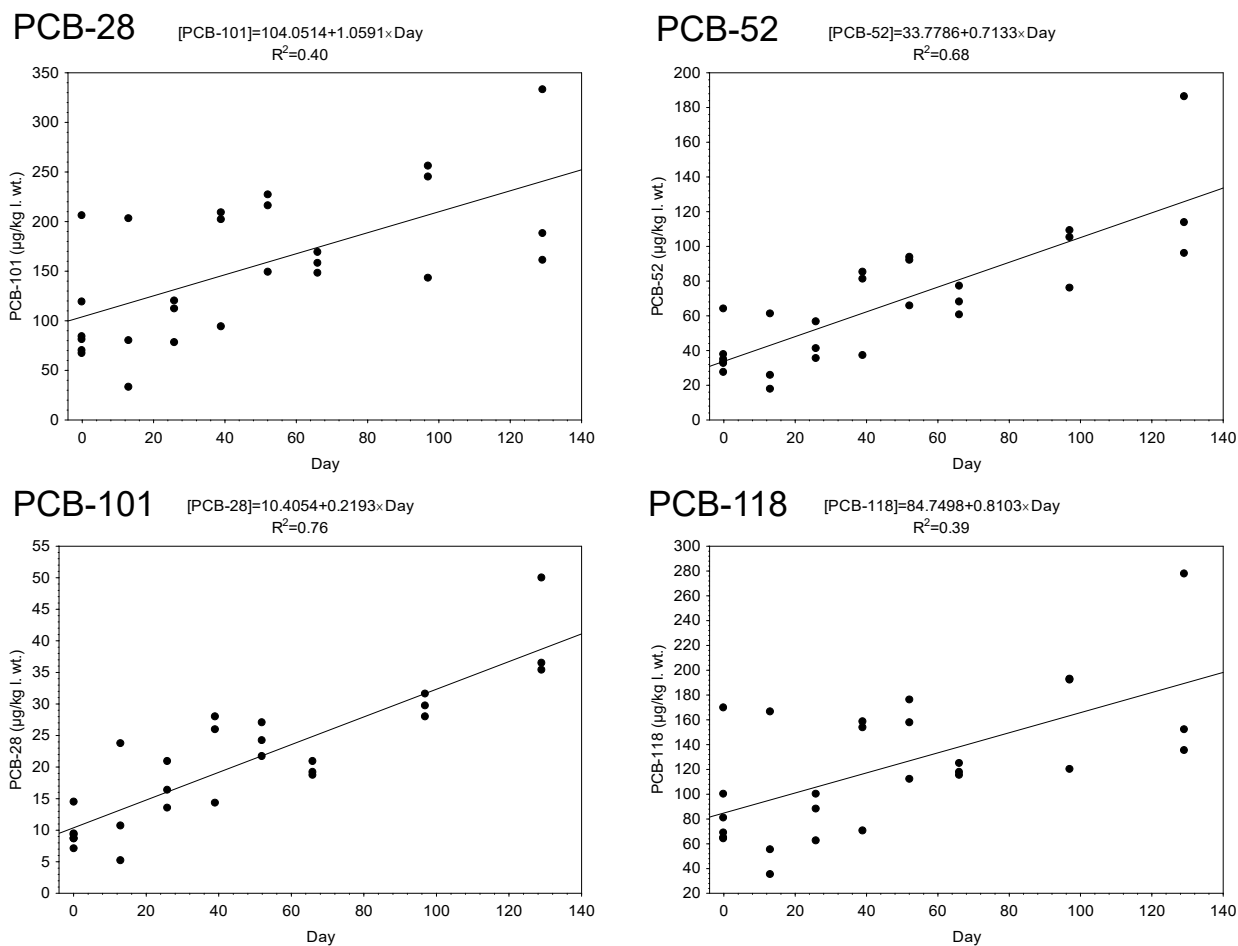 PCB-28
[PCB-101]=104.0514+1.0591×Day
R²=0.40
350
300
250
200
150
100
50
0
PCB-101 (µg/kg l. wt.)
0 20 40 60 80 100 120 140
Day
PCB-52
[PCB-52]=33.7786+0.7133×Day
R²=0.68
200
180
160
140
120
100
80
60
40
20
0
PCB-52 (µg/kg l. wt.)
0 20 40 60 80 100 120 140
Day
PCB-101
[PCB-28]=10.4054+0.2193×Day
R²=0.76
55
50
45
40
35
30
25
20
15
10
5
0
PCB-28 (µg/kg l. wt.)
0 20 40 60 80 100 120 140
Day
PCB-118
[PCB-118]=84.7498+0.8103×Day
R²=0.39
300
280
260
240
220
200
180
160
140
120
100
80
60
40
20
PCB-118 (µg/kg l. wt.)
0 20 40 60 80 100 120 140
Day